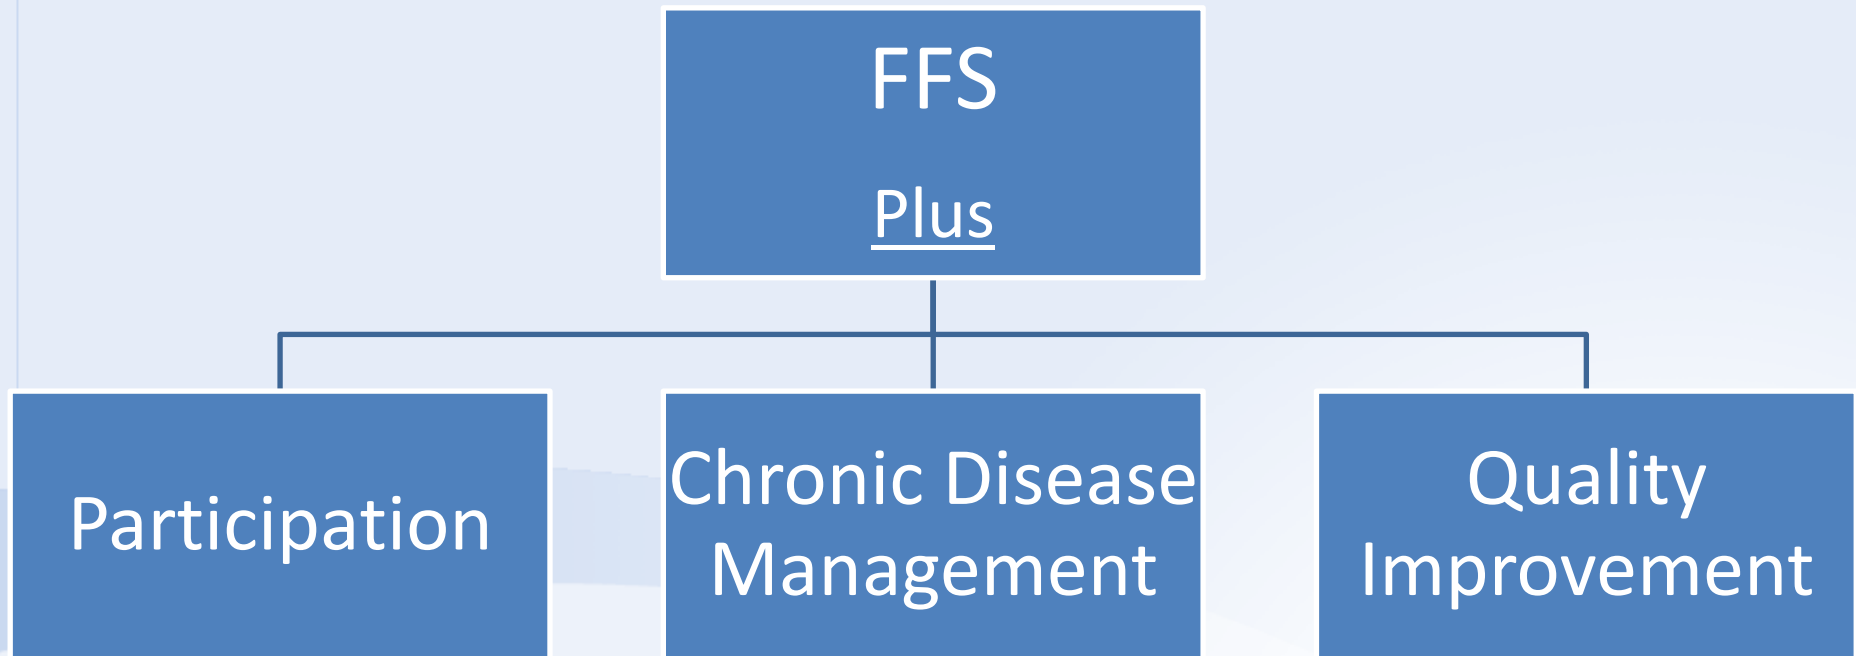 FFS
Plus
Participation
Chronic Disease
Management
Quality
Improvement